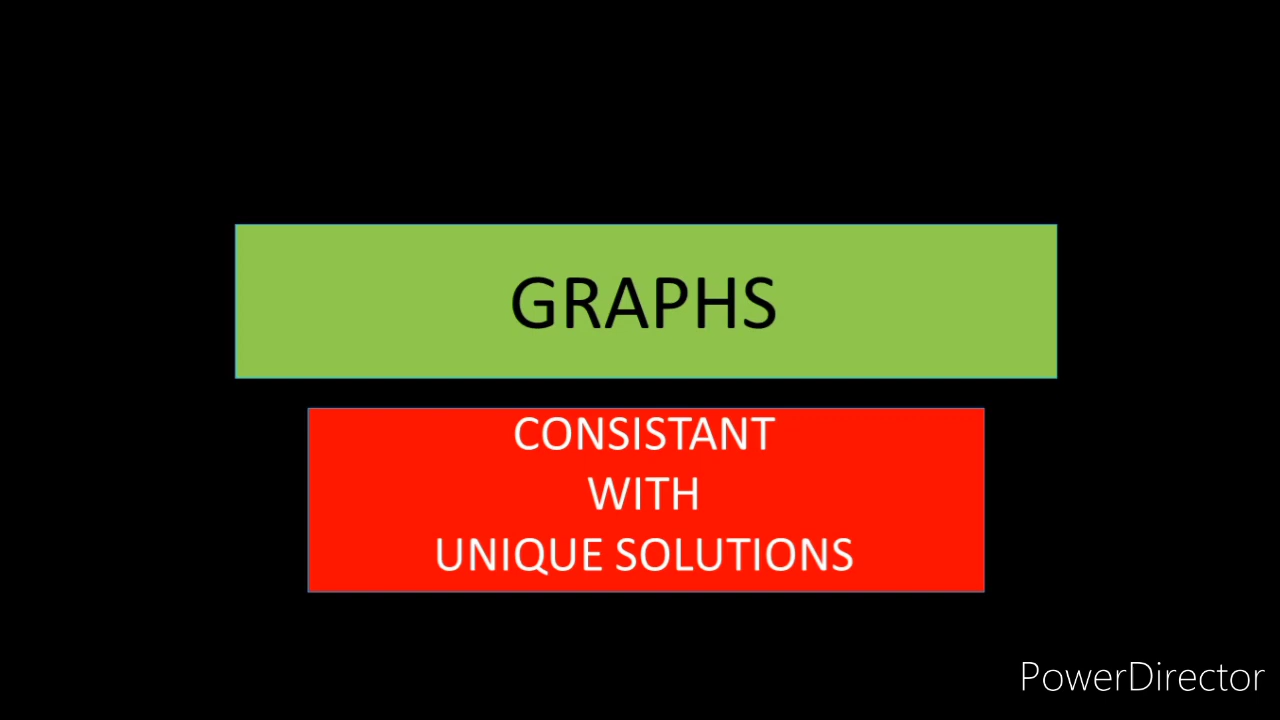 GRAPHS
CONSISTANT
WITH
UNIQUE SOLUTIONS
PowerDirector